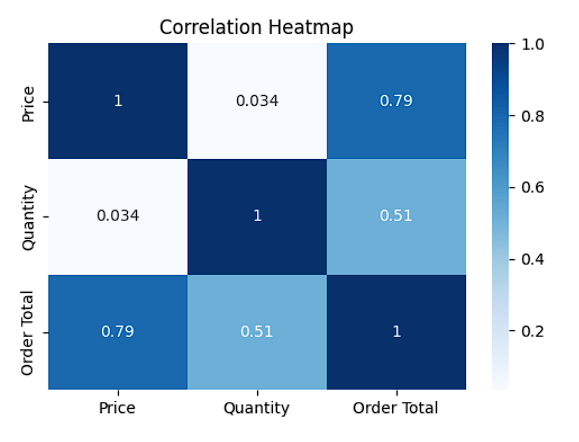 Correlation Heatmap
Price
1
0.034
0.79
Quantity
0.034
1
0.51
Order Total
0.79
0.51
1
Price
Quantity
Order Total
1.0
0.8
0.6
0.4
0.2